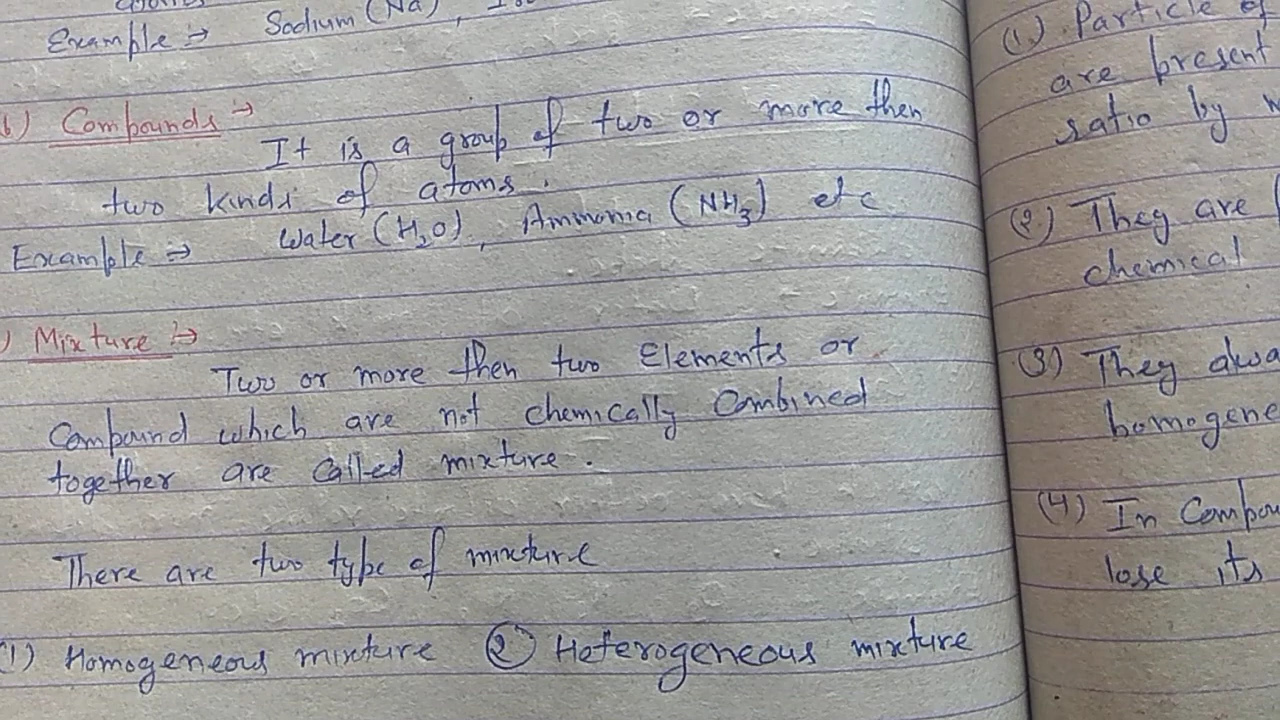 Example ⇒ Sodium (Na),
b) Compounds :→
It is a group of two or more then
two kinds of atoms.
Example ⇒ Water (H₂O), Ammonia (NH₃) etc
) Mixture :→
Two or more then two Elements or
Compound which are not chemically Combined
together are Called mixture.
There are two type of mixture
(1) Homogeneous mixture (2) Heterogeneous mixture
(1) Particle of
are present
ratio by
(2) They are
chemical
(3) They
homogene
(4) In Compou
lose its